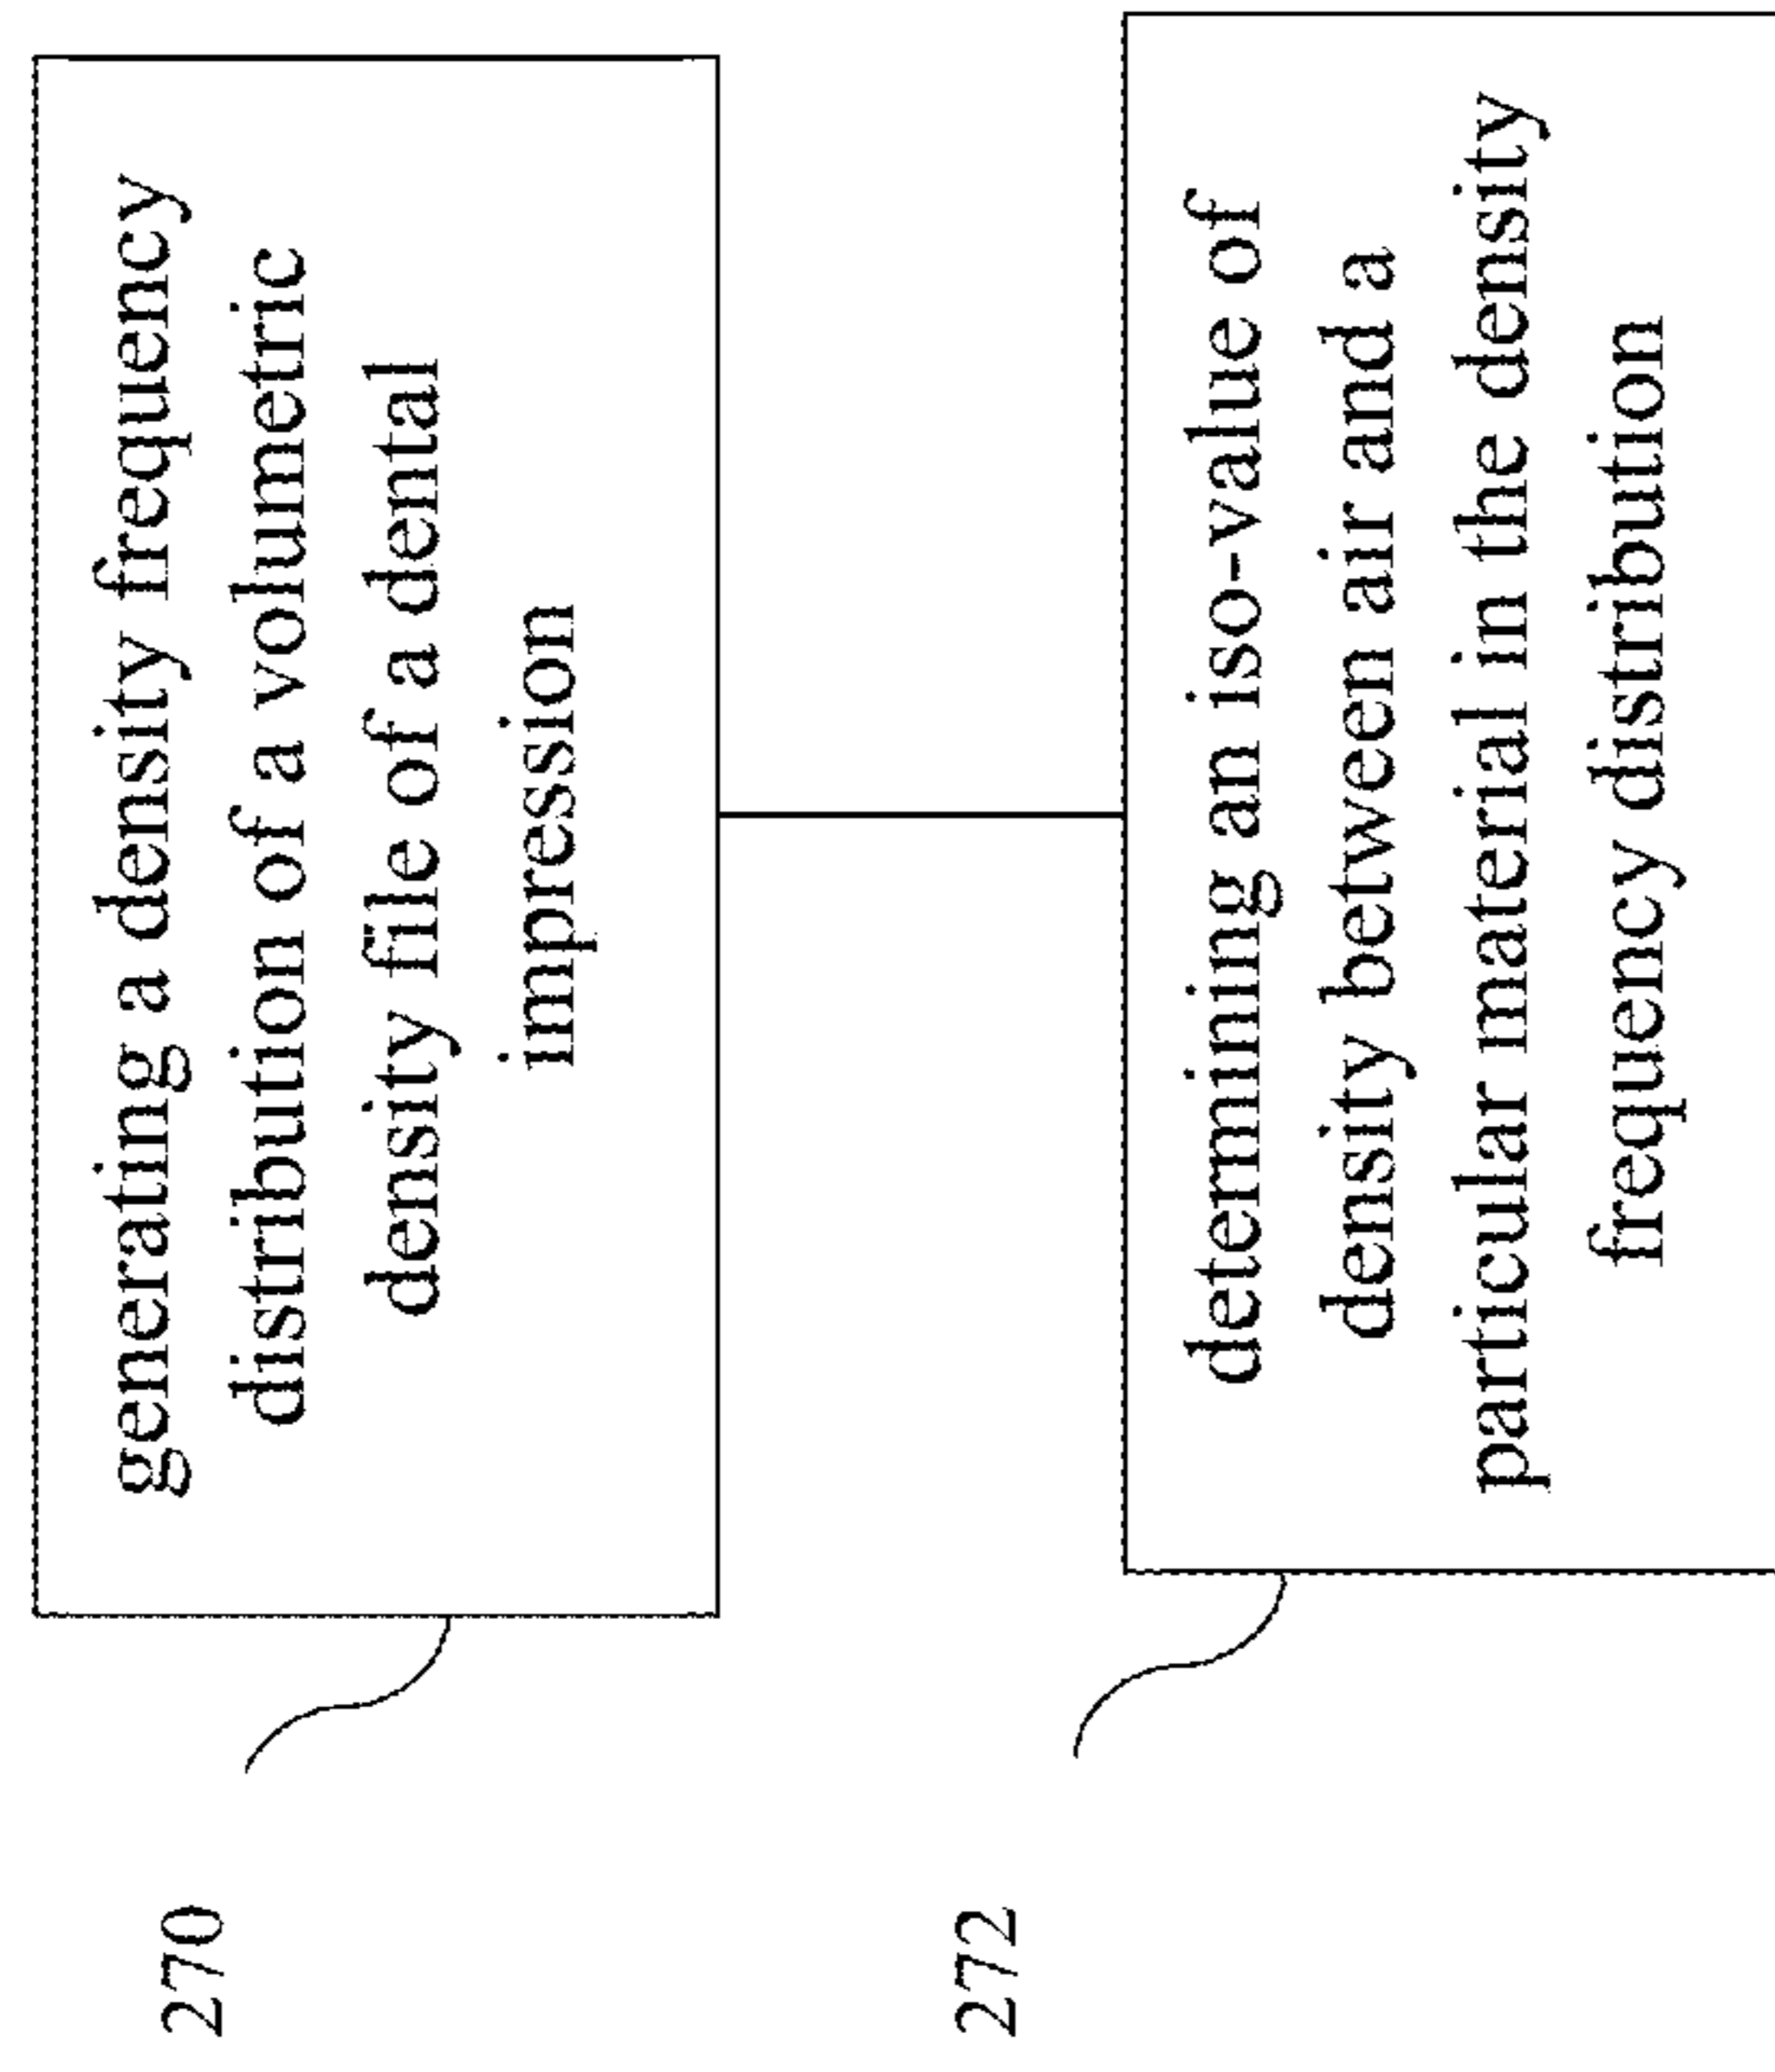 generating a density frequency
distribution of a volumetric
density file of a dental
impression
270
determining an iso-value of
density between air and a
particular material in the density
frequency distribution
272